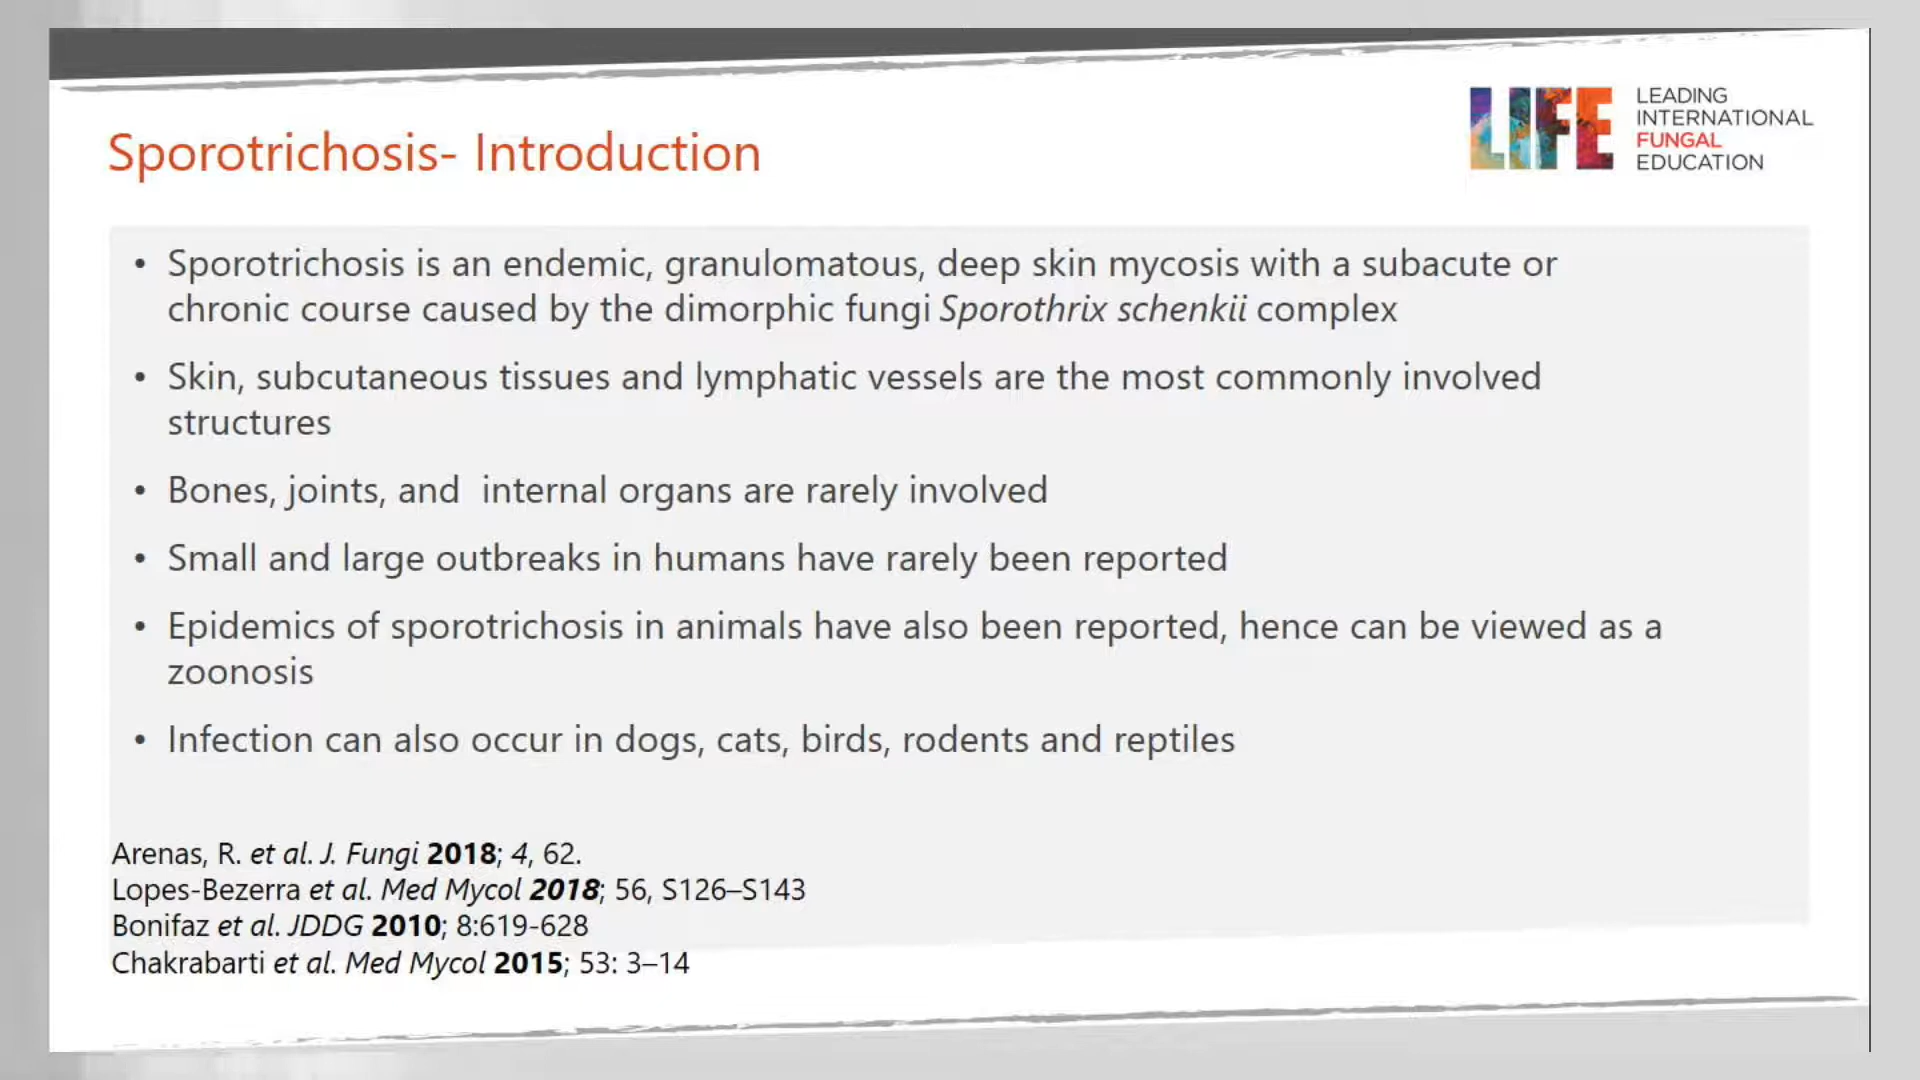 LIFE
LEADING
INTERNATIONAL
FUNGAL
EDUCATION
Sporotrichosis- Introduction
• Sporotrichosis is an endemic, granulomatous, deep skin mycosis with a subacute or
chronic course caused by the dimorphic fungi Sporothrix schenkii complex
• Skin, subcutaneous tissues and lymphatic vessels are the most commonly involved
structures
• Bones, joints, and  internal organs are rarely involved
• Small and large outbreaks in humans have rarely been reported
• Epidemics of sporotrichosis in animals have also been reported, hence can be viewed as a
zoonosis
• Infection can also occur in dogs, cats, birds, rodents and reptiles
Arenas, R. et al. J. Fungi 2018; 4, 62.
Lopes-Bezerra et al. Med Mycol 2018; 56, S126–S143
Bonifaz et al. JDDG 2010; 8:619-628
Chakrabarti et al. Med Mycol 2015; 53: 3–14